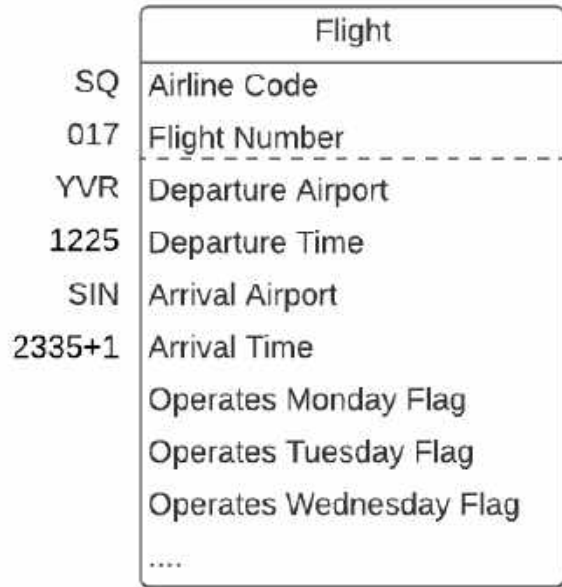 Flight
SQ Airline Code
017 Flight Number
YVR Departure Airport
1225 Departure Time
SIN Arrival Airport
2335+1 Arrival Time
Operates Monday Flag
Operates Tuesday Flag
Operates Wednesday Flag
....